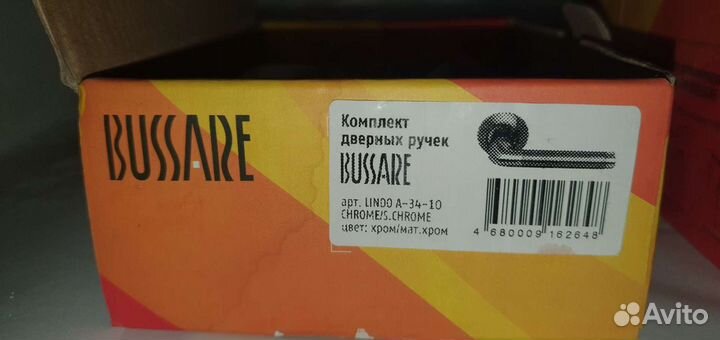 BUSSARE
Комплект
дверных ручек
BUSSARE
арт. LINDO A-34-10
CHROME/S.CHROME
цвет: хром/мат.хром
4 680009 162648
Avito